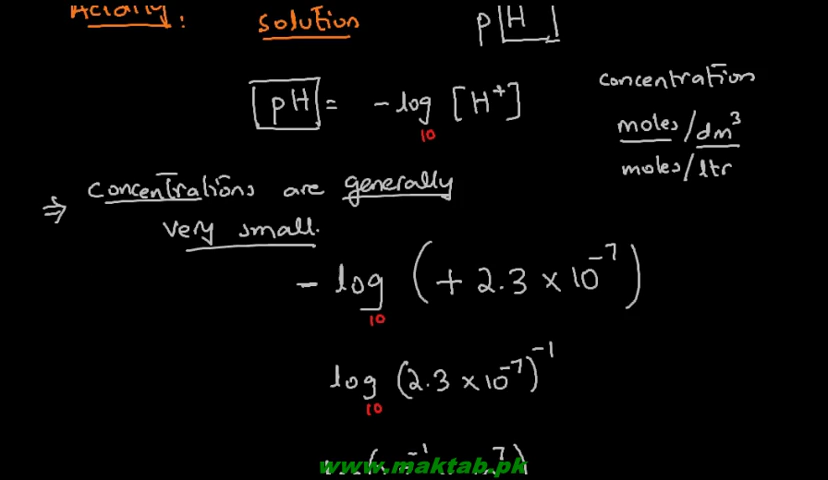 Acidity: solution p[H ]
pH = -log₁₀ [H⁺]
concentration
moles/dm³
moles/ltr
⇒ concentrations are generally
very small.
- log₁₀ (+ 2.3 × 10⁻⁷)
log₁₀ (2.3 × 10⁻⁷)⁻¹
www.maktab.pk